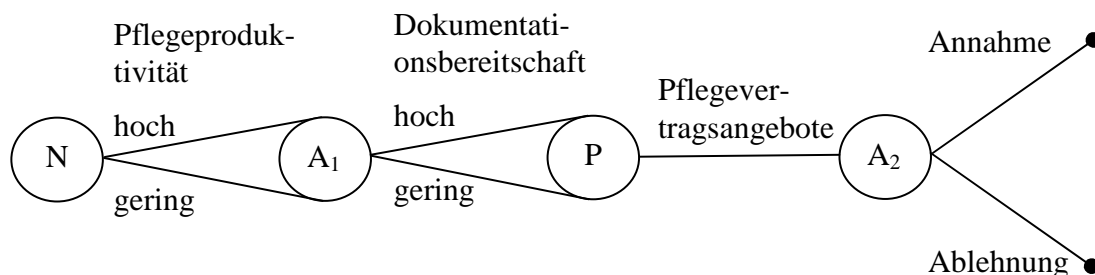 Pflegeproduk-
tivität
Dokumentati-
onsbereitschaft
Annahme
Pflegever-
tragsangebote
hoch
hoch
N
A₁
P
A₂
gering
gering
Ablehnung